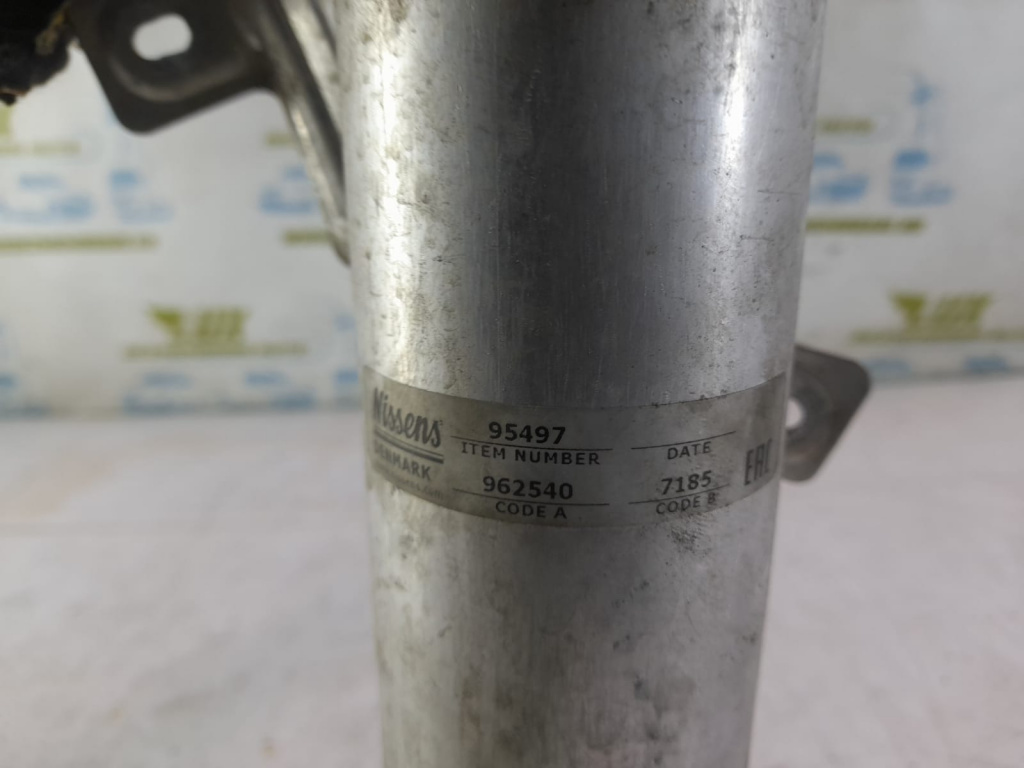 Nissens
DENMARK
95497
ITEM NUMBER
DATE
962540
CODE A
7185
CODE B
EAC